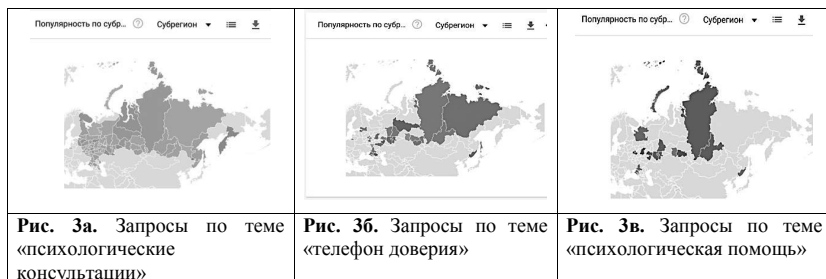 Популярность по субр... ? Субрегион
Популярность по субр... ? Субрегион
Популярность по субр... ? Субрегион
Рис. 3а. Запросы по теме
«психологические
консультации»
Рис. 3б. Запросы по теме
«телефон доверия»
Рис. 3в. Запросы по теме
«психологическая помощь»